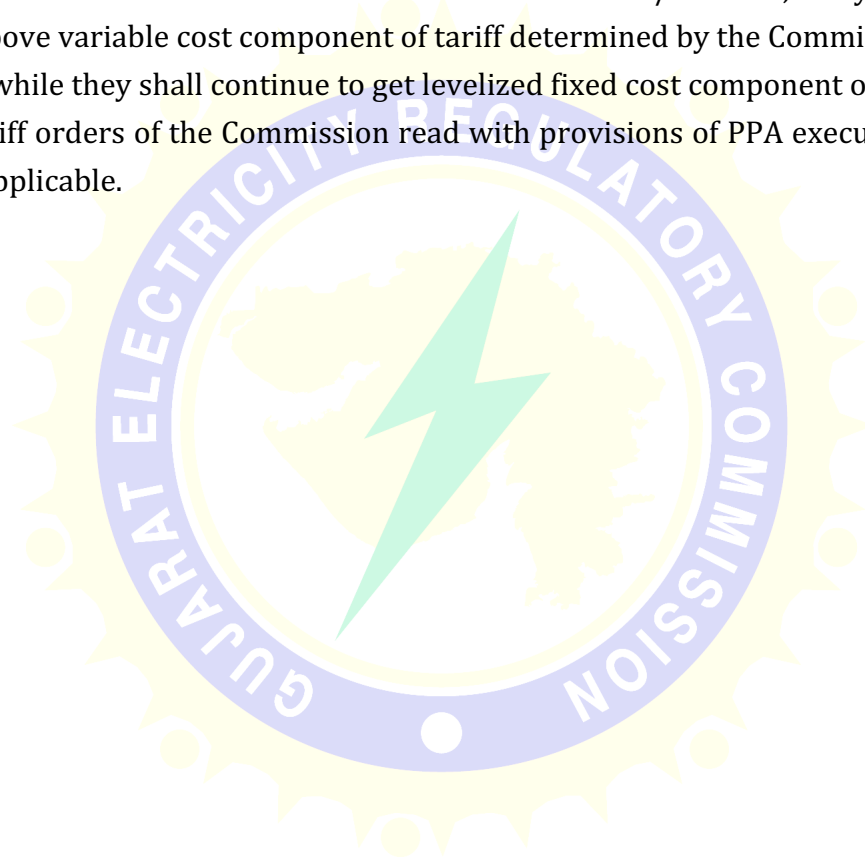 ove variable cost component of tariff determined by the Commi
while they shall continue to get levelized fixed cost component o
iff orders of the Commission read with provisions of PPA execu
pplicable.
GUJARAT ELECTRICITY REGULATORY COMMISSION